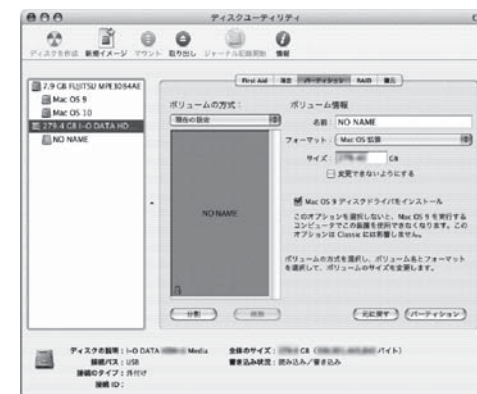 ディスクユーティリティ
ディスクを作成 新規イメージ マウント 取り出し ジャーナル記録開始 情報
7.9 GB FUJITSU MPE3084AE
Mac OS 9
Mac OS 10
279.4 GB I-O DATA HD
NO NAME
First Aid 消去 パーティション RAID 復元
ボリュームの方式:
現在の設定
NO NAME
分割 削除
ボリューム情報
名前: NO NAME
フォーマット: Mac OS 拡張
サイズ: GB
変更できないようにする
Mac OS 9 ディスクドライバをインストール
このオプションを選択しないと、Mac OS 9 を実行する
コンピュータでこの装置を使用できなくなります。この
オプションは Classic には影響しません。
ボリュームの方式を選択し、ボリューム名とフォーマット
を選択して、ボリュームのサイズを変更します。
元に戻す パーティション
ディスクの説明: I-O DATA Media
接続バス: USB
接続のタイプ: 外付け
接続 ID:
全体のサイズ: GB ( バイト)
書き込み状況: 読み込み/書き込み